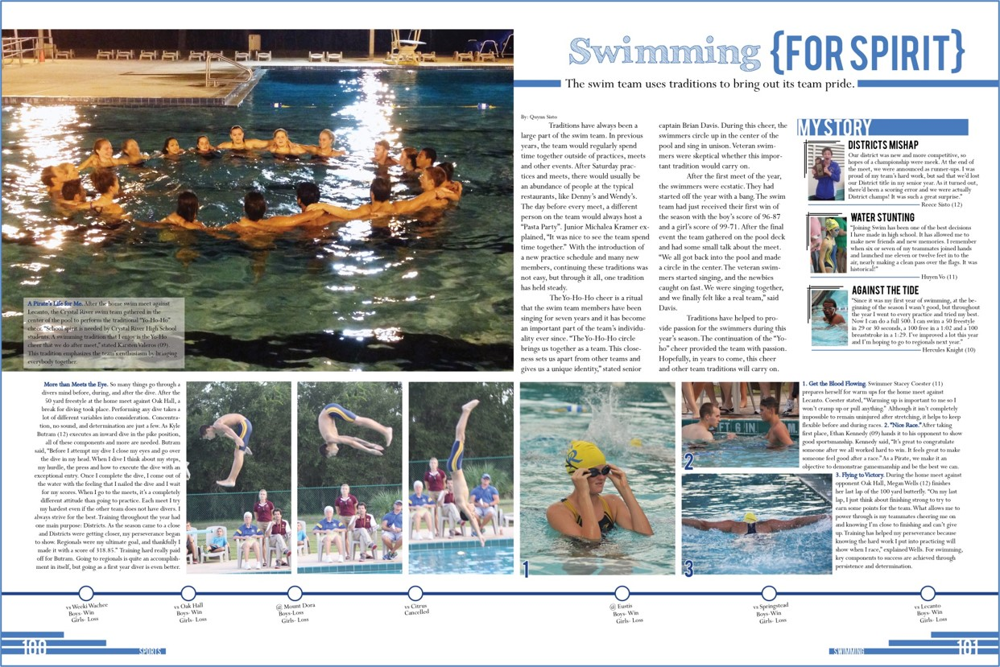 Swimming {FOR SPIRIT}
The swim team uses traditions to bring out its team pride.
By: Quynn Sisto
Traditions have always been a
large part of the swim team. In previous
years, the team would regularly spend
time together outside of practices, meets
and other events. After Saturday prac-
tices and meets, there would usually be
an abundance of people at the typical
restaurants, like Denny's and Wendy's.
The day before every meet, a different
person on the team would always host a
"Pasta Party". Junior Michalea Kramer ex-
plained, "It was nice to see the team spend
time together." With the introduction of
a new practice schedule and many new
members, continuing these traditions was
not easy, but through it all, one tradition
has held steady.
The Yo-Ho-Ho cheer is a ritual
that the swim team members have been
singing for seven years and it has become
an important part of the team's individu-
ality ever since. "The Yo-Ho-Ho circle
brings us together as a team. This close-
ness sets us apart from other teams and
gives us a unique identity," stated senior
captain Brian Davis. During this cheer, the
swimmers circle up in the center of the
pool and sing in unison. Veteran swim-
mers were skeptical whether this impor-
tant tradition would carry on.
After the first meet of the year,
the swimmers were ecstatic. They had
started off the year with a bang. The swim
team had just received their first win of
the season with the boy's score of 96-87
and a girl's score of 99-71. After the final
event the team gathered on the pool deck
and had some small talk about the meet.
"We all got back into the pool and made
a circle in the center. The veteran swim-
mers started singing, and the newbies
caught on fast. We were singing together,
and we finally felt like a real team," said
Davis.
Traditions have helped to pro-
vide passion for the swimmers during this
year's season. The continuation of the "Yo-
ho" cheer provided the team with passion.
Hopefully, in years to come, this cheer
and other team traditions will carry on.
MY STORY
DISTRICTS MISHAP
Our district was new and more competitive, so
hopes of a championship were meek. At the end of
the meet, we were announced as runner-ups. I was
proud of my team's hard work, but sad that we'd lost
our District title in my senior year. As it turned out,
there'd been a scoring error and we were actually
District champs! It was such a great surprise."
Reece Sisto (12)
WATER STUNTING
"Joining Swim has been one of the best decisions
I have made in high school. It has allowed me to
make new friends and new memories. I remember
when six or seven of my teammates joined hands
and launched me eleven or twelve feet in to the
air, nearly making a clean pass over the flags. It was
historical!"
Huyen Vo (11)
AGAINST THE TIDE
"Since it was my first year of swimming, at the be-
ginning of the season I wasn't good, but throughout
the year I went to every practice and tried my best.
Now I can do a full 500. I can swim a 50 freestyle
in 29 or 30 seconds, a 100 free in 1:02 and a 100
breaststroke in a 1:29. I've improved a lot this year
and I'm hoping to go to regionals next year."
Hercules Knight (10)
A Pirate's Life for Me. After the home swim meet against
Lecanto, the Crystal River swim team gathered in the
center of the pool to perform the traditional "Yo-Ho-Ho"
cheer. "School spirit is needed by Crystal River High School
students. A swimming tradition that I enjoy is the Yo-Ho
cheer that we do after meet," stated Karsten Valeros (09).
This tradition emphasizes the team's enthusiasm by bringing
everybody together.
More than Meets the Eye. So many things go through a
divers mind before, during, and after the dive. After the
50 yard freestyle at the home meet against Oak Hall, a
break for diving took place. Performing any dive takes a
lot of different variables into consideration. Concentra-
tion, no sound, and determination are just a few. As Kyle
Butram (12) executes an inward dive in the pike position,
all of these components and more are needed. Butram
said, "Before I attempt my dive I close my eyes and go over
the dive in my head. When I dive I think about my steps,
my hurdle, the press and how to execute the dive with an
exceptional entry. Once I complete the dive, I come out of
the water with the feeling that I nailed the dive and I wait
for my scores. When I go to the meets, it's a completely
different attitude than going to practice. Each meet I try
my hardest even if the other team does not have divers. I
always strive for the best. Training throughout the year had
one main purpose: Districts. As the season came to a close
and Districts were getting closer, my perseverance began
to show. Regionals were my ultimate goal, and thankfully I
made it with a score of 318.85." Training hard really paid
off for Butram. Going to regionals is quite an accomplish-
ment in itself, but going as a first year diver is even better.
1
FT 6 IN.
2
3
1. Get the Blood Flowing. Swimmer Stacey Coester (11)
prepares herself for warm ups for the home meet against
Lecanto. Coester stated, "Warming up is important to me so I
won't cramp up or pull anything." Although it isn't completely
impossible to remain uninjured after stretching, it helps to keep
flexible before and during races. 2. "Nice Race." After taking
first place, Ethan Kennedy (09) hands it to his opponent to show
good sportsmanship. Kennedy said, "It's great to congratulate
someone after we all worked hard to win. It feels great to make
someone feel good after a race." As a Pirate, we make it an
objective to demonstrae gamesmanship and be the best we can.
3. Flying to Victory. During the home meet against
opponent Oak Hall, Megan Wells (12) finishes
her last lap of the 100 yard butterfly. "On my last
lap, I just think about finishing strong to try to
earn some points for the team. What allows me to
power through is my teammates cheering me on
and knowing I'm close to finishing and can't give
up. Training has helped my perseverance because
knowing the hard work I put into practicing will
show when I race," explained Wells. For swimming,
key components to success are achieved through
persistence and determination.
vs Weeki Wachee
Boys- Win
Girls- Loss
vs Oak Hall
Boys- Win
Girls- Loss
@ Mount Dora
Boys-Loss
Girls- Loss
vs Citrus
Cancelled
@ Eustis
Boys- Win
Girls- Loss
vs Springstead
Boys-Win
Girls- Loss
vs Lecanto
Boys- Win
Girls- Loss
100
SPORTS
SWIMMING
101